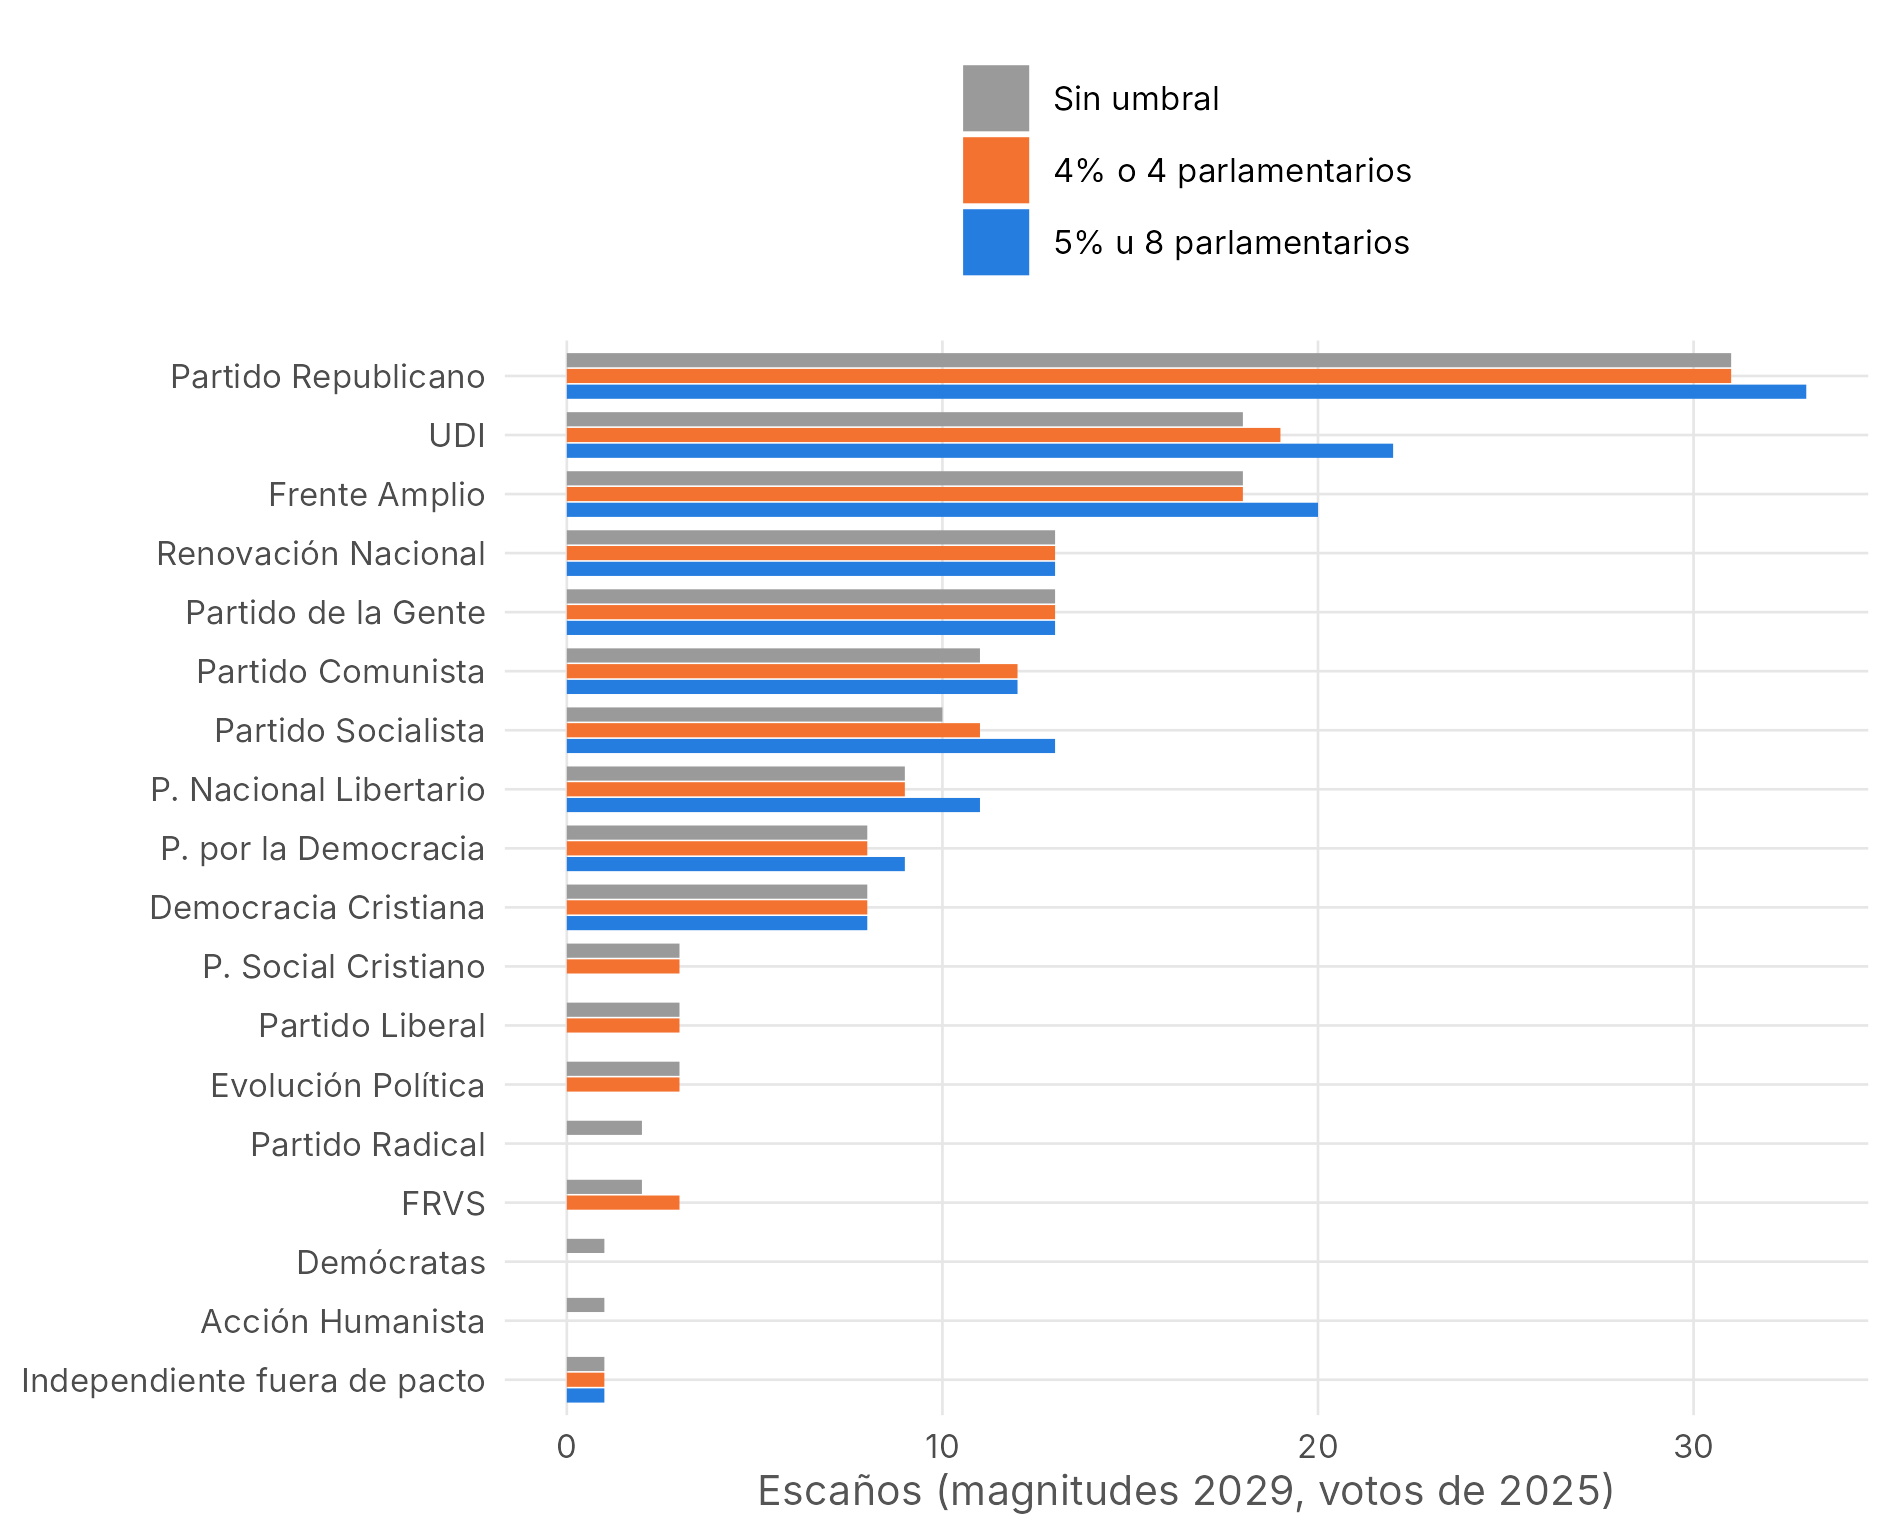 Sin umbral
4% o 4 parlamentarios
5% u 8 parlamentarios
Partido Republicano
UDI
Frente Amplio
Renovación Nacional
Partido de la Gente
Partido Comunista
Partido Socialista
P. Nacional Libertario
P. por la Democracia
Democracia Cristiana
P. Social Cristiano
Partido Liberal
Evolución Política
Partido Radical
FRVS
Demócratas
Acción Humanista
Independiente fuera de pacto
0 10 20 30
Escaños (magnitudes 2029, votos de 2025)